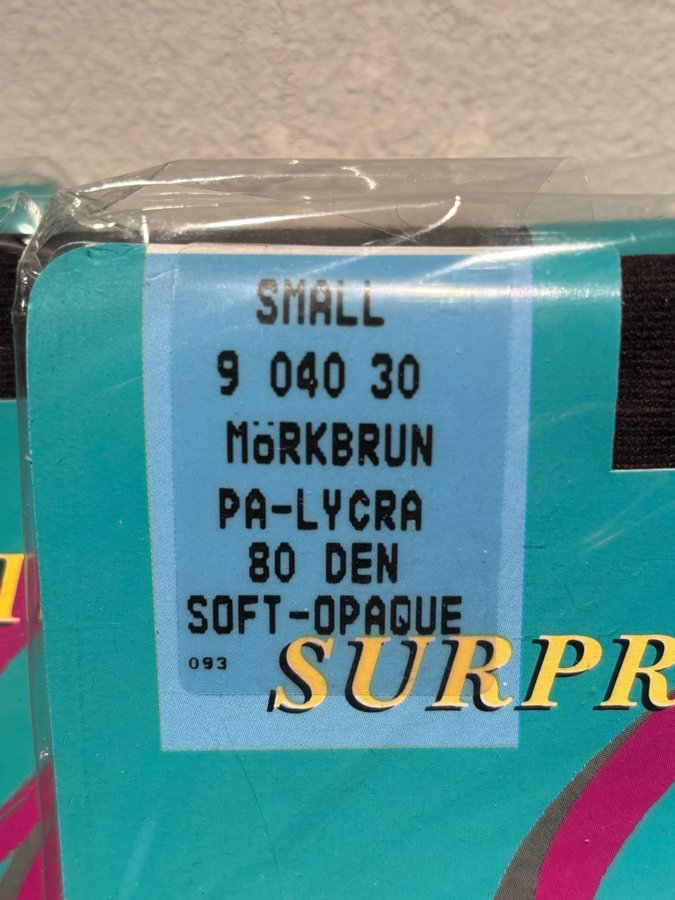 SMALL
9 040 30
MöRKBRUN
PA-LYCRA
80 DEN
SOFT-OPAQUE
093
SURPR